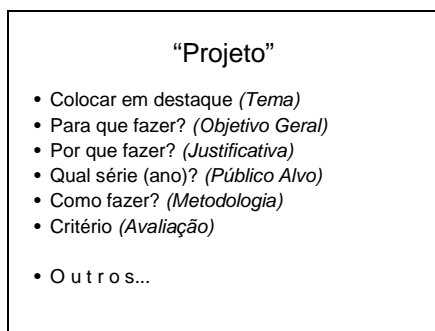 “Projeto”
• Colocar em destaque (Tema)
• Para que fazer? (Objetivo Geral)
• Por que fazer? (Justificativa)
• Qual série (ano)? (Público Alvo)
• Como fazer? (Metodologia)
• Critério (Avaliação)
• O u t r o s...